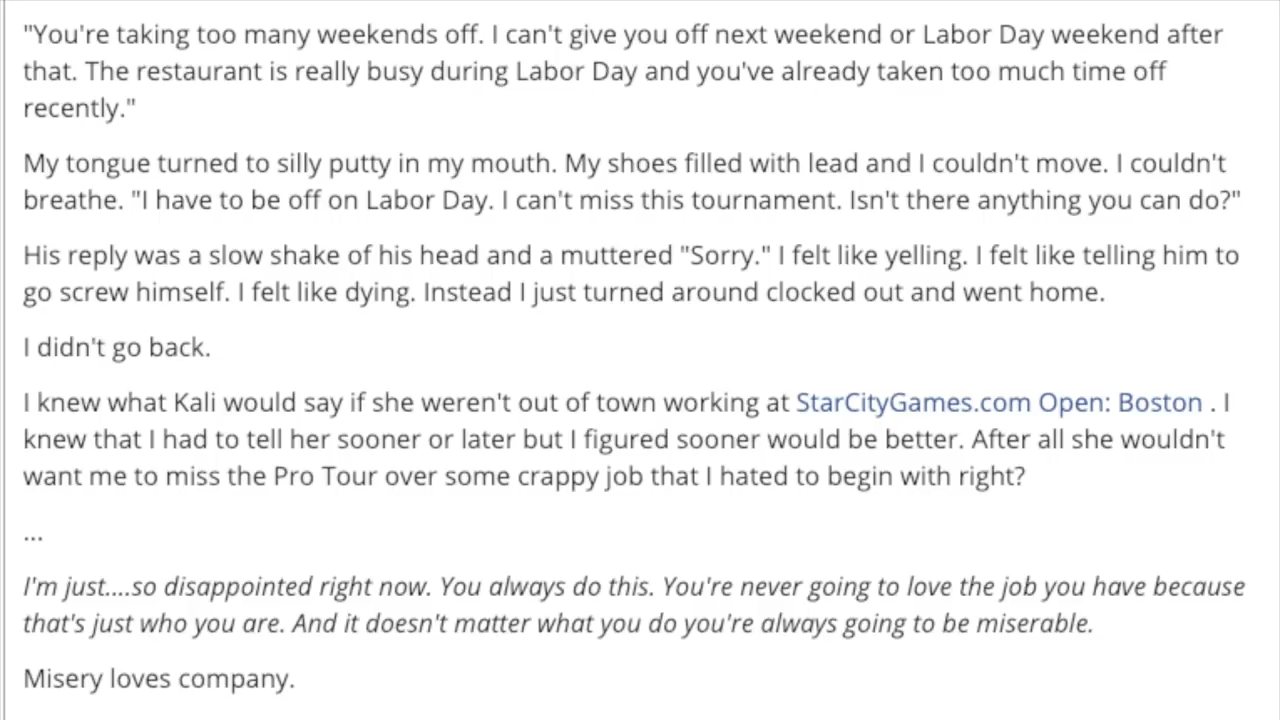 "You're taking too many weekends off. I can't give you off next weekend or Labor Day weekend after
that. The restaurant is really busy during Labor Day and you've already taken too much time off
recently."
My tongue turned to silly putty in my mouth. My shoes filled with lead and I couldn't move. I couldn't
breathe. "I have to be off on Labor Day. I can't miss this tournament. Isn't there anything you can do?"
His reply was a slow shake of his head and a muttered "Sorry." I felt like yelling. I felt like telling him to
go screw himself. I felt like dying. Instead I just turned around clocked out and went home.
I didn't go back.
I knew what Kali would say if she weren't out of town working at StarCityGames.com Open: Boston . I
knew that I had to tell her sooner or later but I figured sooner would be better. After all she wouldn't
want me to miss the Pro Tour over some crappy job that I hated to begin with right?
...
I'm just....so disappointed right now. You always do this. You're never going to love the job you have because
that's just who you are. And it doesn't matter what you do you're always going to be miserable.
Misery loves company.